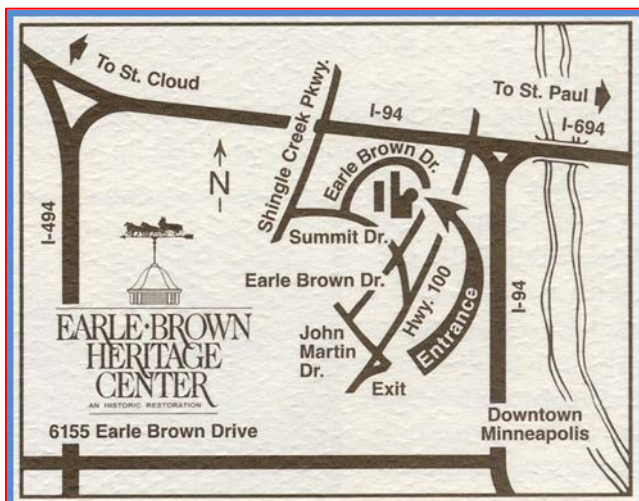 To St. Cloud
Shingle Creek Pkwy.
To St. Paul
I-94
I-694
Earle Brown Dr.
N
I-494
Summit Dr.
Earle Brown Dr.
Hwy. 100
Entrance
I-94
John
Martin
Dr.
Exit
EARLE•BROWN
HERITAGE
CENTER
AN HISTORIC RESTORATION
6155 Earle Brown Drive
Downtown
Minneapolis